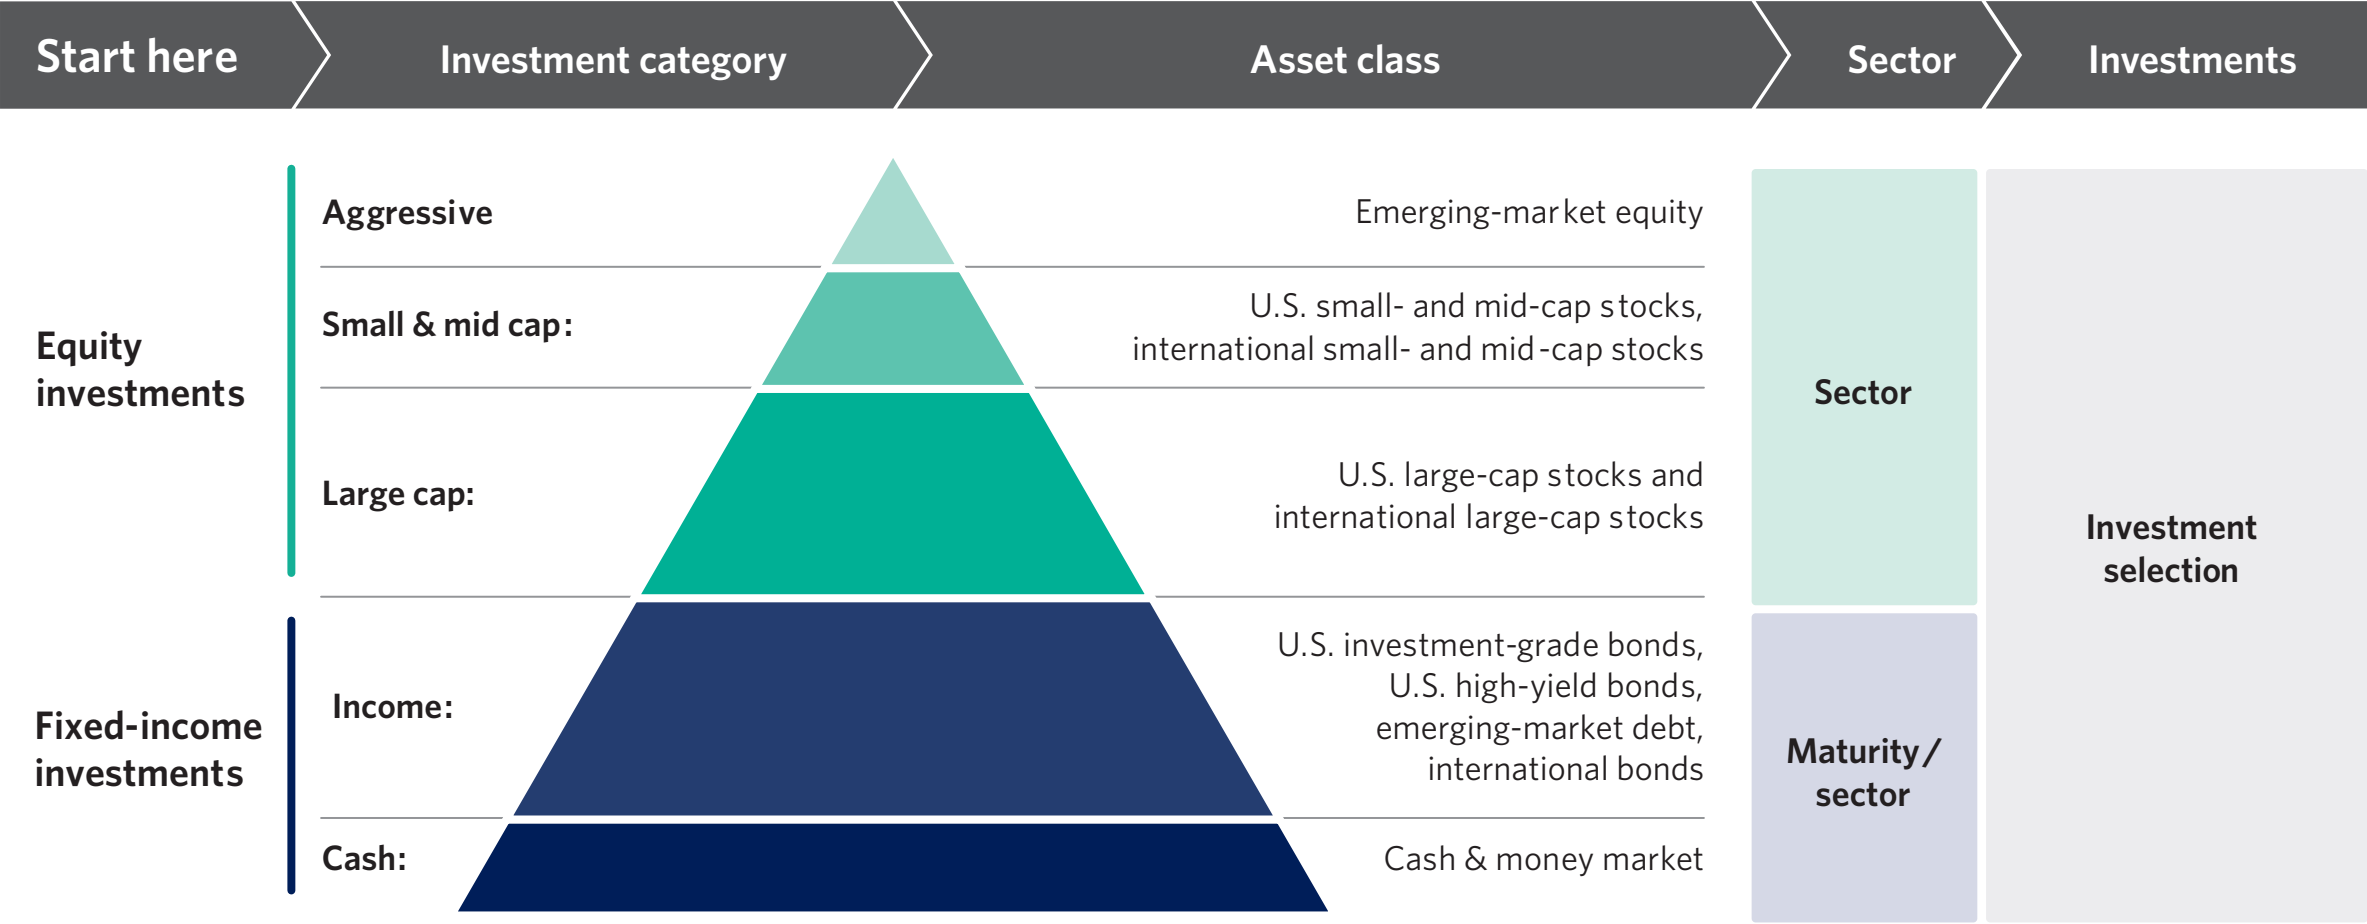 Start here
Investment category
Asset class
Sector
Investments
Equity
investments
Aggressive
Emerging-market equity
Small & mid cap:
U.S. small- and mid-cap stocks,
international small- and mid-cap stocks
Large cap:
U.S. large-cap stocks and
international large-cap stocks
Sector
Fixed-income
investments
Income:
U.S. investment-grade bonds,
U.S. high-yield bonds,
emerging-market debt,
international bonds
Cash:
Cash & money market
Maturity/
sector
Investment
selection